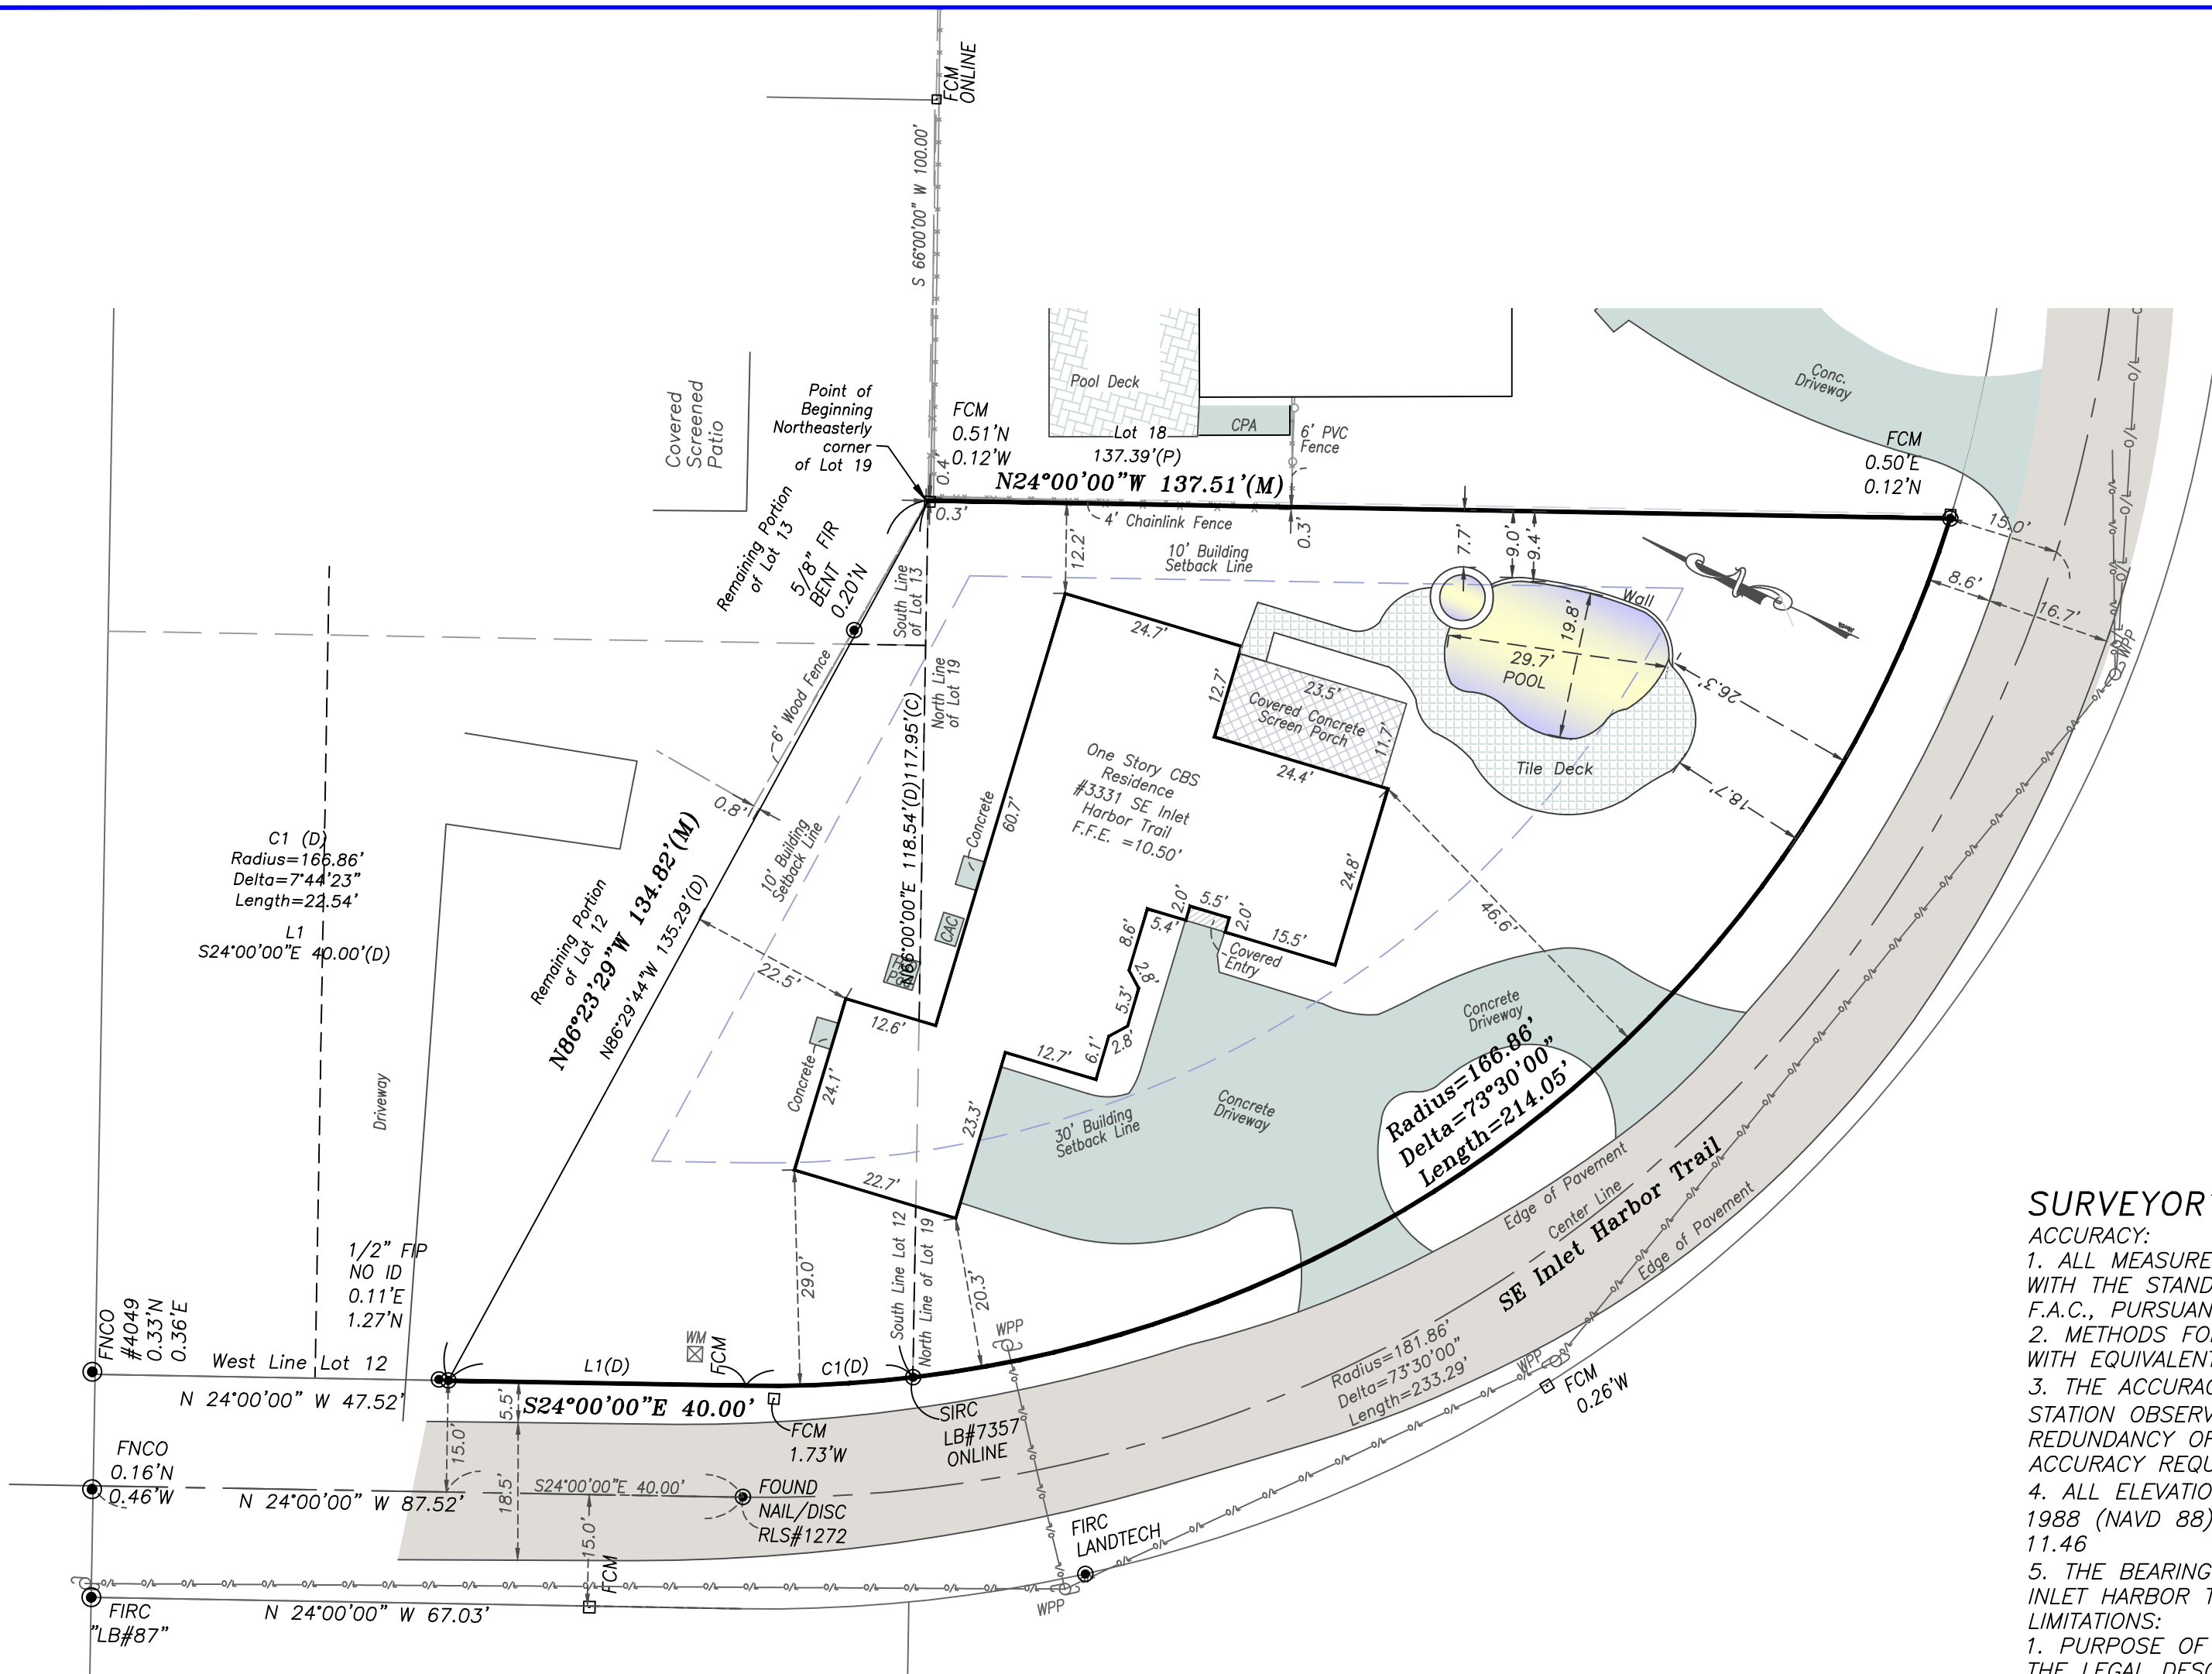 FCM
ONLINE
S 66°00'00" W 100.00'
Covered
Screened
Patio
Point of
Beginning
Northeasterly
corner
of Lot 19
FCM
0.51'N
0.12'W
0.4'
0.3'
Pool Deck
CPA
Lot 18
137.39'(P)
N24°00'00"W 137.51'(M)
6' PVC
Fence
4' Chainlink Fence
0.3'
12.2'
10' Building
Setback Line
7.7'
9.0'
9.4'
Conc.
Driveway
FCM
0.50'E
0.12'N
15.0'
8.6'
16.7'
WPP
North
Remaining Portion
of Lot 13
5/8" FIR
BENT
0.20'N
South Line
of Lot 13
North Line
of Lot 19
6' Wood Fence
0.8'
10' Building
Setback Line
N66°00'00"E 118.54'(D)117.95'(C)
24.7'
12.7'
23.5'
Covered Concrete
Screen Porch
11.7'
24.4'
Wall
19.8'
29.7'
POOL
Tile Deck
26.3'
18.7'
One Story CBS
Residence
#3331 SE Inlet
Harbor Trail
F.F.E. =10.50'
60.7'
Concrete
CAC
24.8'
46.6'
C1 (D)
Radius=166.86'
Delta=7°44'23"
Length=22.54'
L1
S24°00'00"E 40.00'(D)
Remaining Portion
of Lot 12
N86°23'29"W 134.82'(M)
N86°29'44"W 135.29'(D)
22.5'
12.6'
Concrete
24.1'
8.6'
5.4'
2.0'
5.5'
2.0'
15.5'
Covered
Entry
2.8'
5.3'
2.8'
6.1'
12.7'
23.3'
22.7'
Concrete
Driveway
Concrete
Driveway
30' Building
Setback Line
Radius=166.86'
Delta=73°30'00"
Length=214.05'
Driveway
Edge of Pavement
Center Line
SE Inlet Harbor Trail
Edge of Pavement
1/2" FIP
NO ID
0.11'E
1.27'N
FNCO
#4049
0.33'N
0.36'E
West Line Lot 12
N 24°00'00" W 47.52'
29.0'
20.3'
South Line Lot 12
North Line of Lot 19
WM
FCM
L1(D)
C1(D)
S24°00'00"E 40.00'
5.5'
15.0'
18.5'
FCM
1.73'W
SIRC
LB#7357
ONLINE
WPP
Radius=181.86'
Delta=73°30'00"
Length=233.29'
WPP
FCM
0.26'W
FNCO
0.16'N
0.46'W
N 24°00'00" W 87.52'
S24°00'00"E 40.00'
FOUND
NAIL/DISC
RLS#1272
15.0'
FCM
FIRC
LANDTECH
WPP
FIRC
"LB#87"
N 24°00'00" W 67.03'
SURVEYOR'
ACCURACY:
1. ALL MEASURE
WITH THE STAND
F.A.C., PURSUAN
2. METHODS FO
WITH EQUIVALENT
3. THE ACCURAC
STATION OBSERV
REDUNDANCY OF
ACCURACY REQU
4. ALL ELEVATIO
1988 (NAVD 88)
11.46
5. THE BEARING
INLET HARBOR T
LIMITATIONS:
1. PURPOSE OF
THE LEGAL DESC